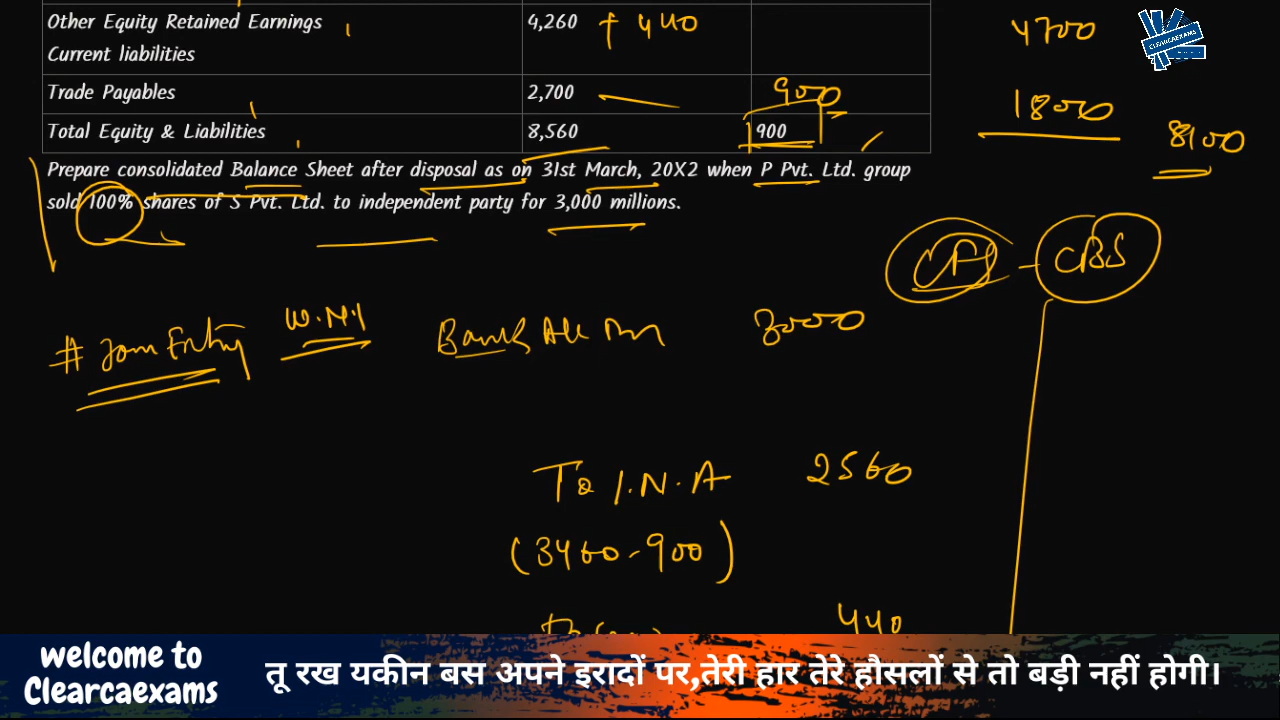 Other Equity Retained Earnings 4,260 + 440 4700
CLEARCAEXAMS
Current liabilities
Trade Payables 2,700 900 1800
Total Equity & Liabilities 8,560 900 8100
Prepare consolidated Balance Sheet after disposal as on 31st March, 20X2 when P Pvt. Ltd. group
sold 100% shares of S Pvt. Ltd. to independent party for 3,000 millions.
CBS
# Jour Entry W.N.1 Bank A/c Dr 3000
To I.N.A 2560
(3460-900)
440
welcome to
Clearcaexams
तू रख यकीन बस अपने इरादों पर,तेरी हार तेरे हौसलों से तो बड़ी नहीं होगी।